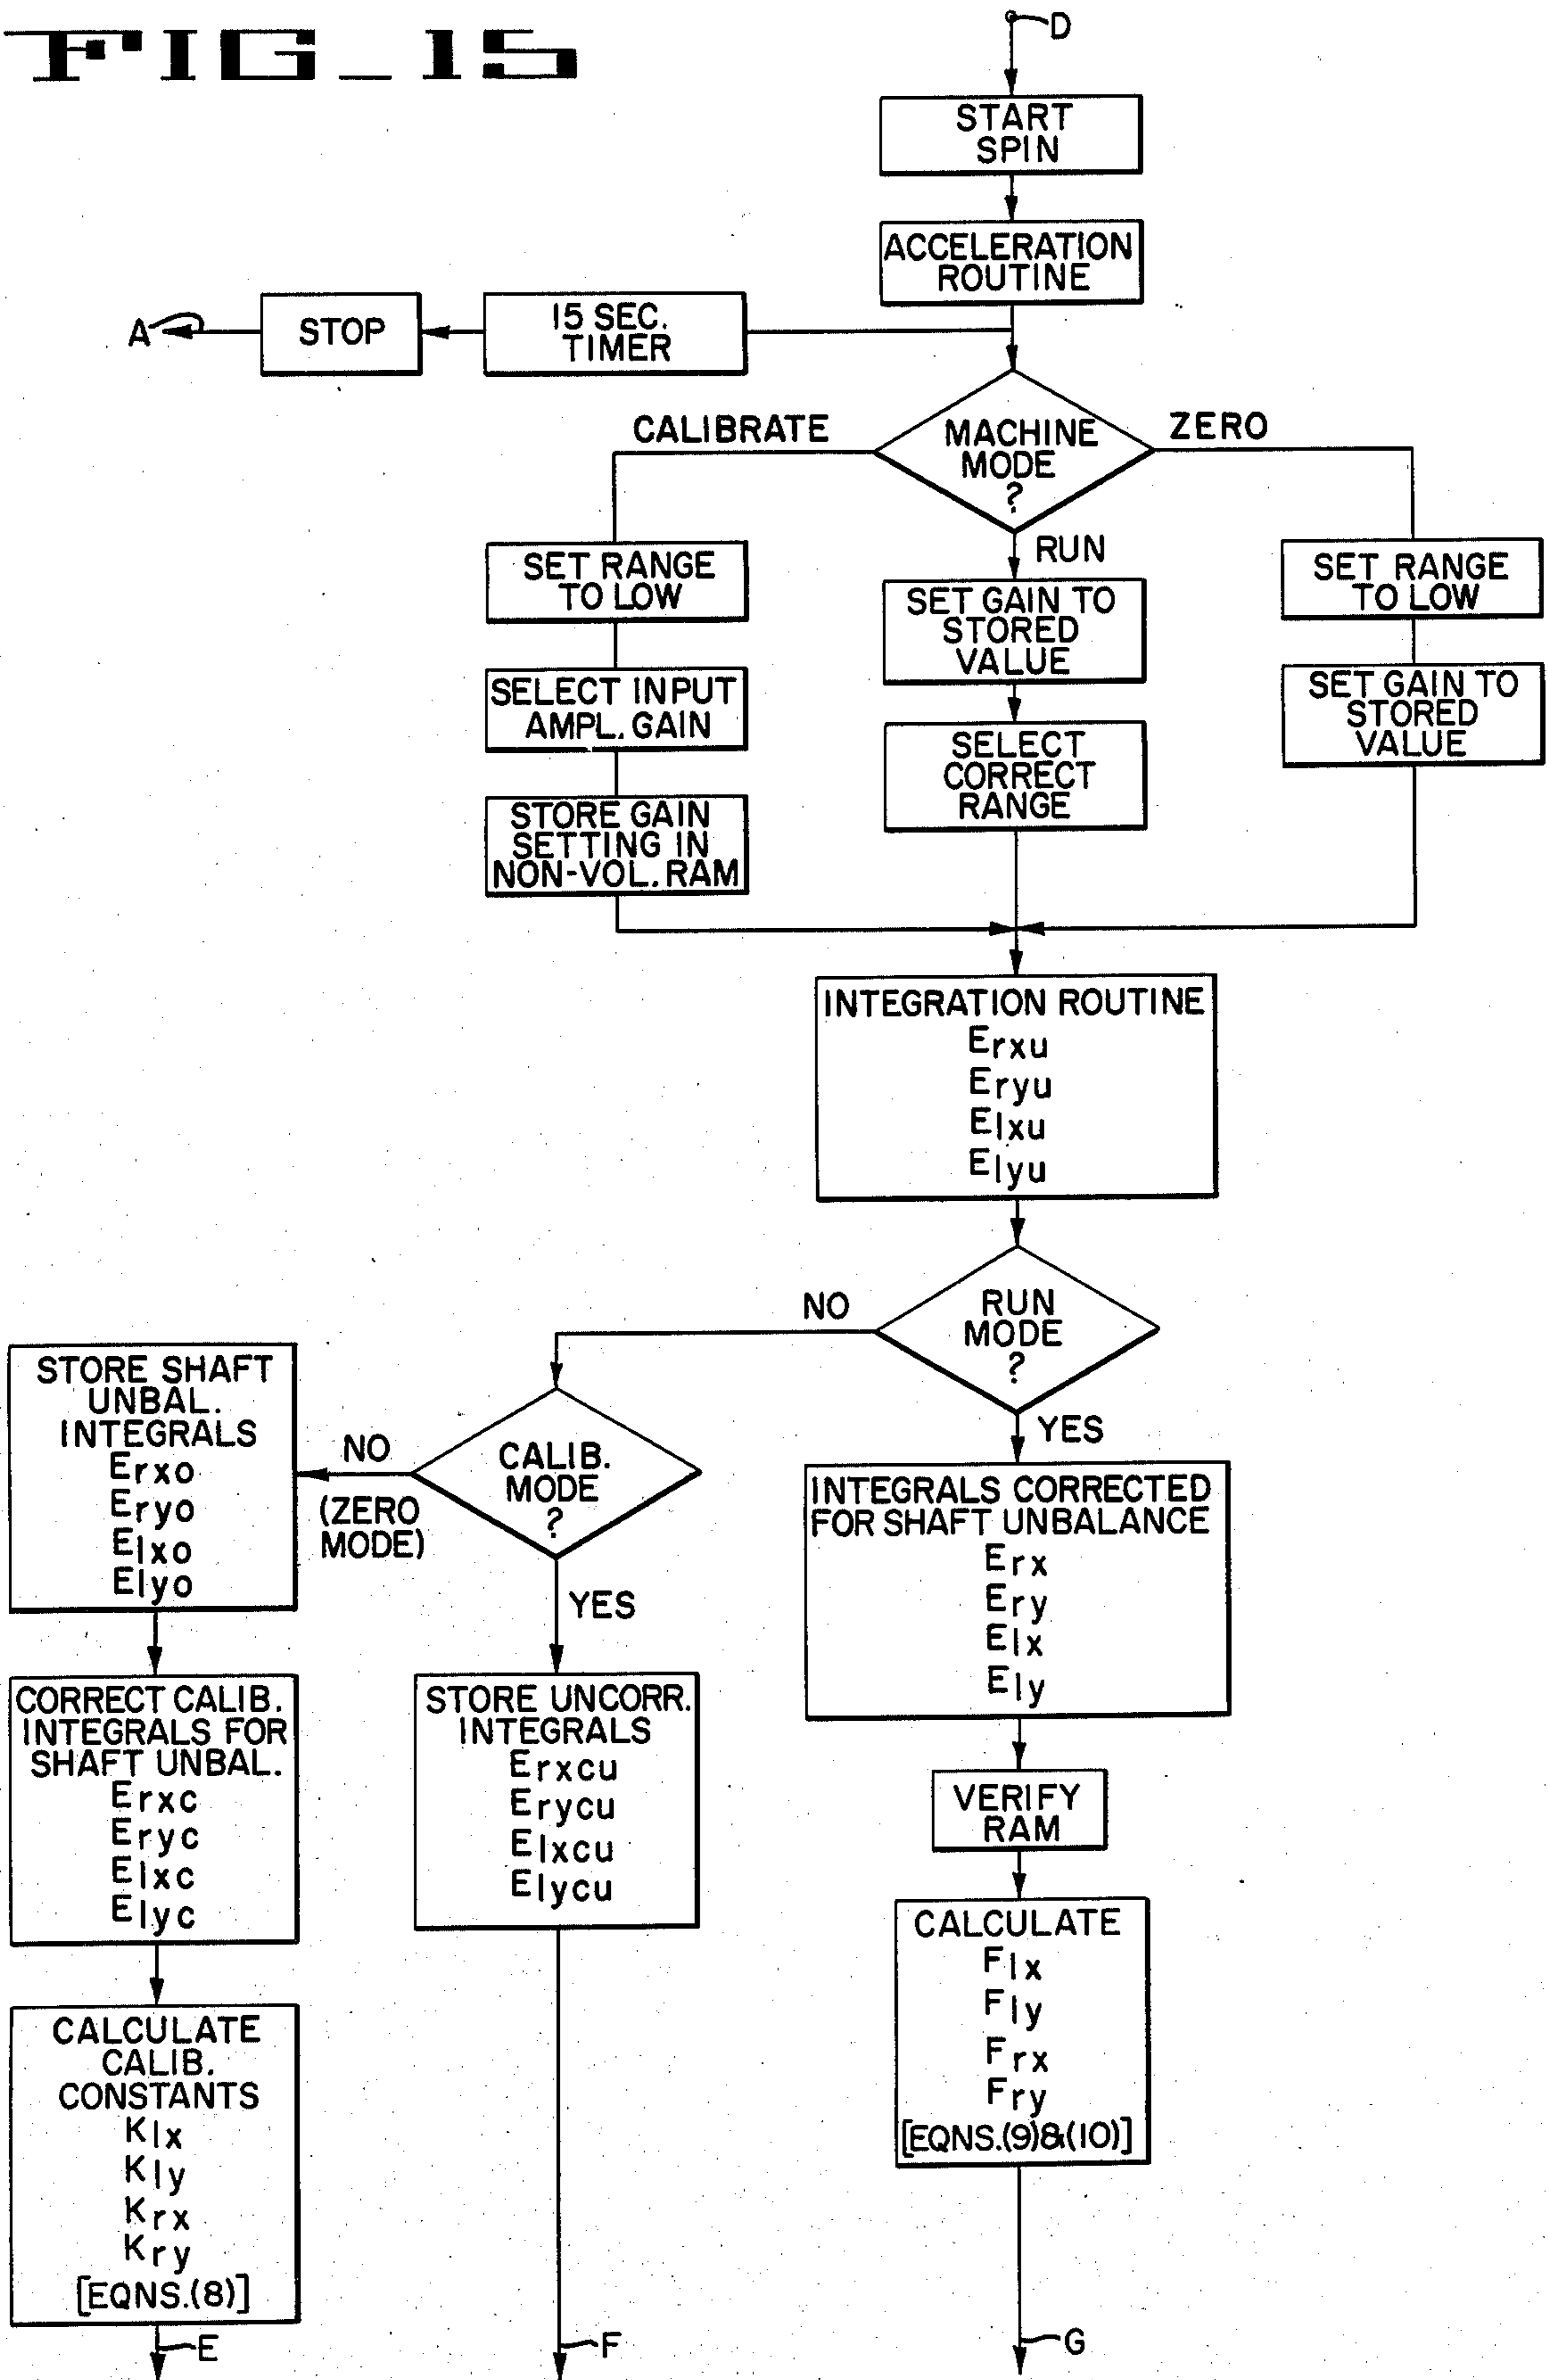 FIG_15
D
START
SPIN
ACCELERATION
ROUTINE
A
STOP
15 SEC.
TIMER
CALIBRATE
MACHINE
MODE
?
ZERO
RUN
SET RANGE
TO LOW
SELECT INPUT
AMPL. GAIN
STORE GAIN
SETTING IN
NON-VOL. RAM
SET GAIN TO
STORED
VALUE
SELECT
CORRECT
RANGE
SET RANGE
TO LOW
SET GAIN TO
STORED
VALUE
INTEGRATION ROUTINE
Erxu
Eryu
Elxu
Elyu
RUN
MODE
?
NO
YES
CALIB.
MODE
?
NO
(ZERO
MODE)
YES
STORE SHAFT
UNBAL.
INTEGRALS
Erxo
Eryo
Elxo
Elyo
CORRECT CALIB.
INTEGRALS FOR
SHAFT UNBAL.
Erxc
Eryc
Elxc
Elyc
CALCULATE
CALIB.
CONSTANTS
Klx
Kly
Krx
Kry
[EQNS.(8)]
E
STORE UNCORR.
INTEGRALS
Erxcu
Erycu
Elxcu
Elycu
F
INTEGRALS CORRECTED
FOR SHAFT UNBALANCE
Erx
Ery
Elx
Ely
VERIFY
RAM
CALCULATE
Flx
Fly
Frx
Fry
[EQNS.(9)&(10)]
G